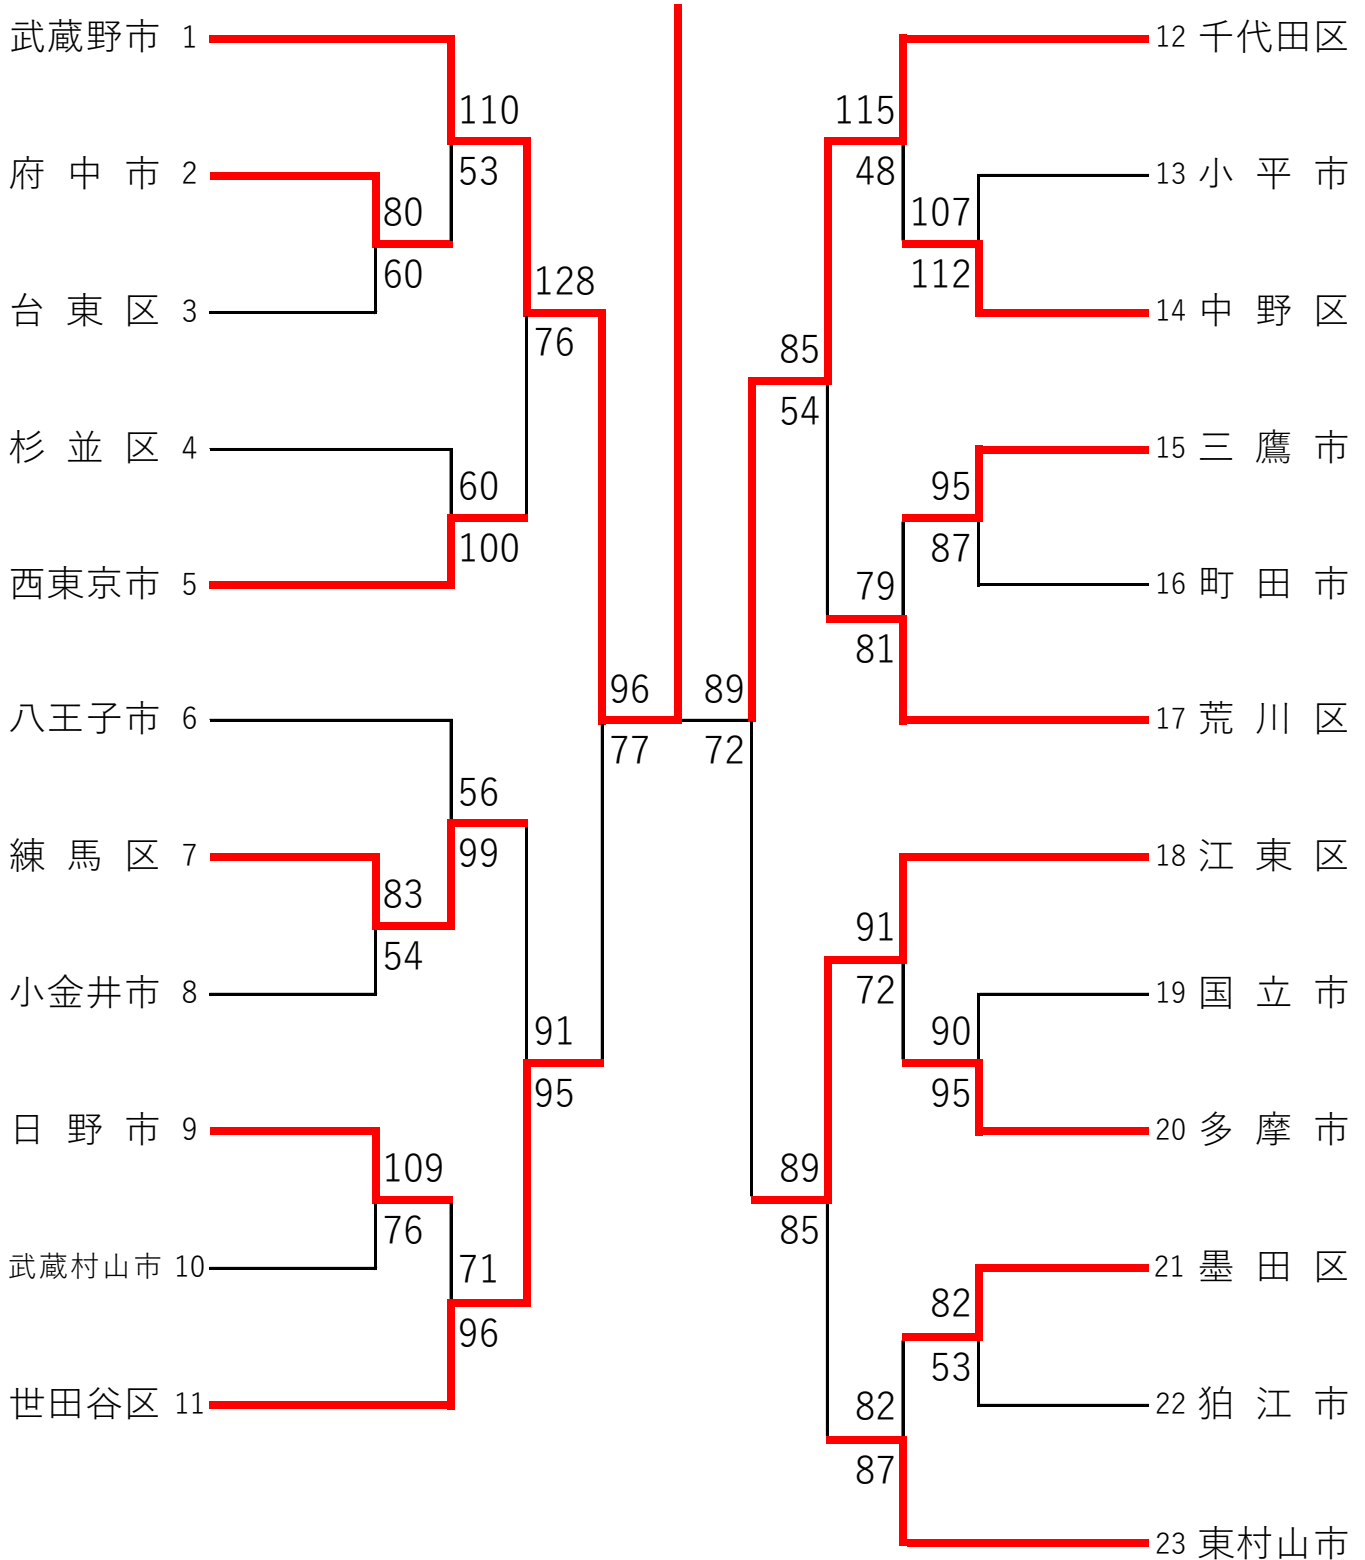 武蔵野市 1
110
53
府中市 2
80
60
台東区 3
128
76
杉並区 4
60
100
西東京市 5
八王子市 6
56
99
練馬区 7
83
54
小金井市 8
91
95
日野市 9
109
76
武蔵村山市 10
71
96
世田谷区 11
96
77
89
72
12 千代田区
115
48
13 小平市
107
112
14 中野区
85
54
15 三鷹市
95
87
16 町田市
79
81
17 荒川区
18 江東区
91
72
19 国立市
90
95
20 多摩市
89
85
21 墨田区
82
53
22 狛江市
82
87
23 東村山市